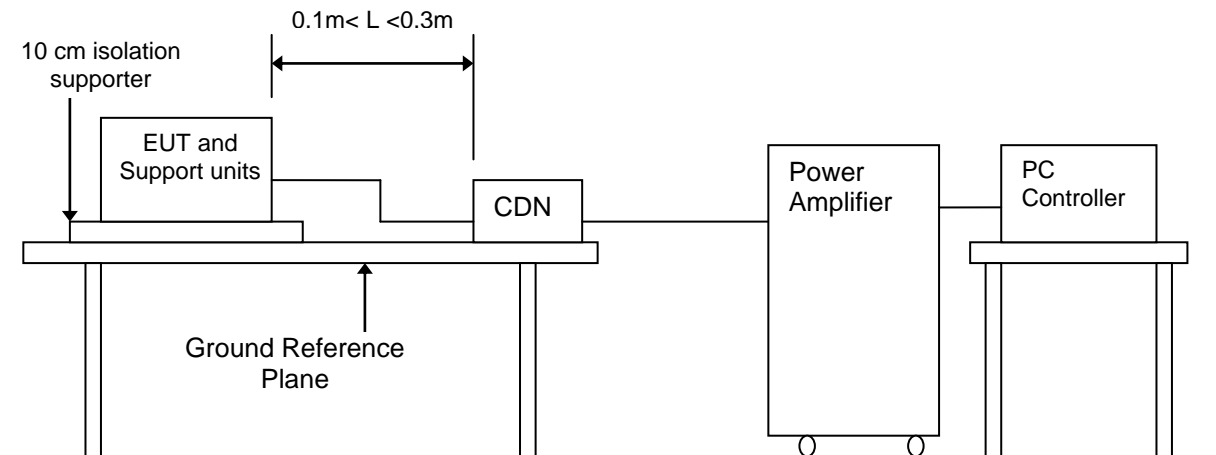 0.1m< L <0.3m
10 cm isolation
supporter
EUT and
Support units
CDN
Power
Amplifier
PC
Controller
Ground Reference
Plane